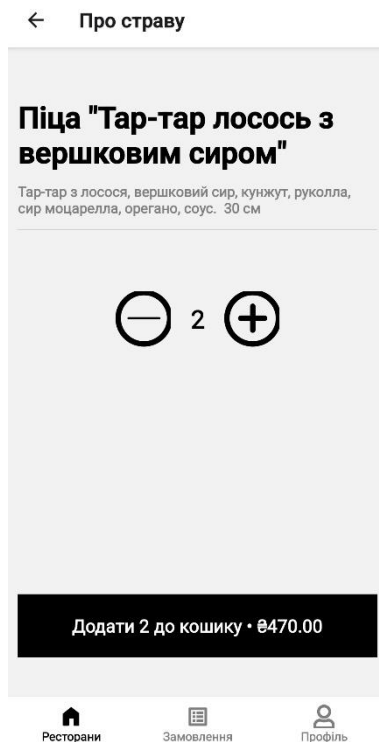 Про страву
Піца "Тар-тар лосось з
вершковим сиром"
Тар-тар з лосося, вершковий сир, кунжут, руколла,
сир моцарелла, орегано, соус. 30 см
2
Додати 2 до кошику • ₴470.00
Ресторани Замовлення Профіль